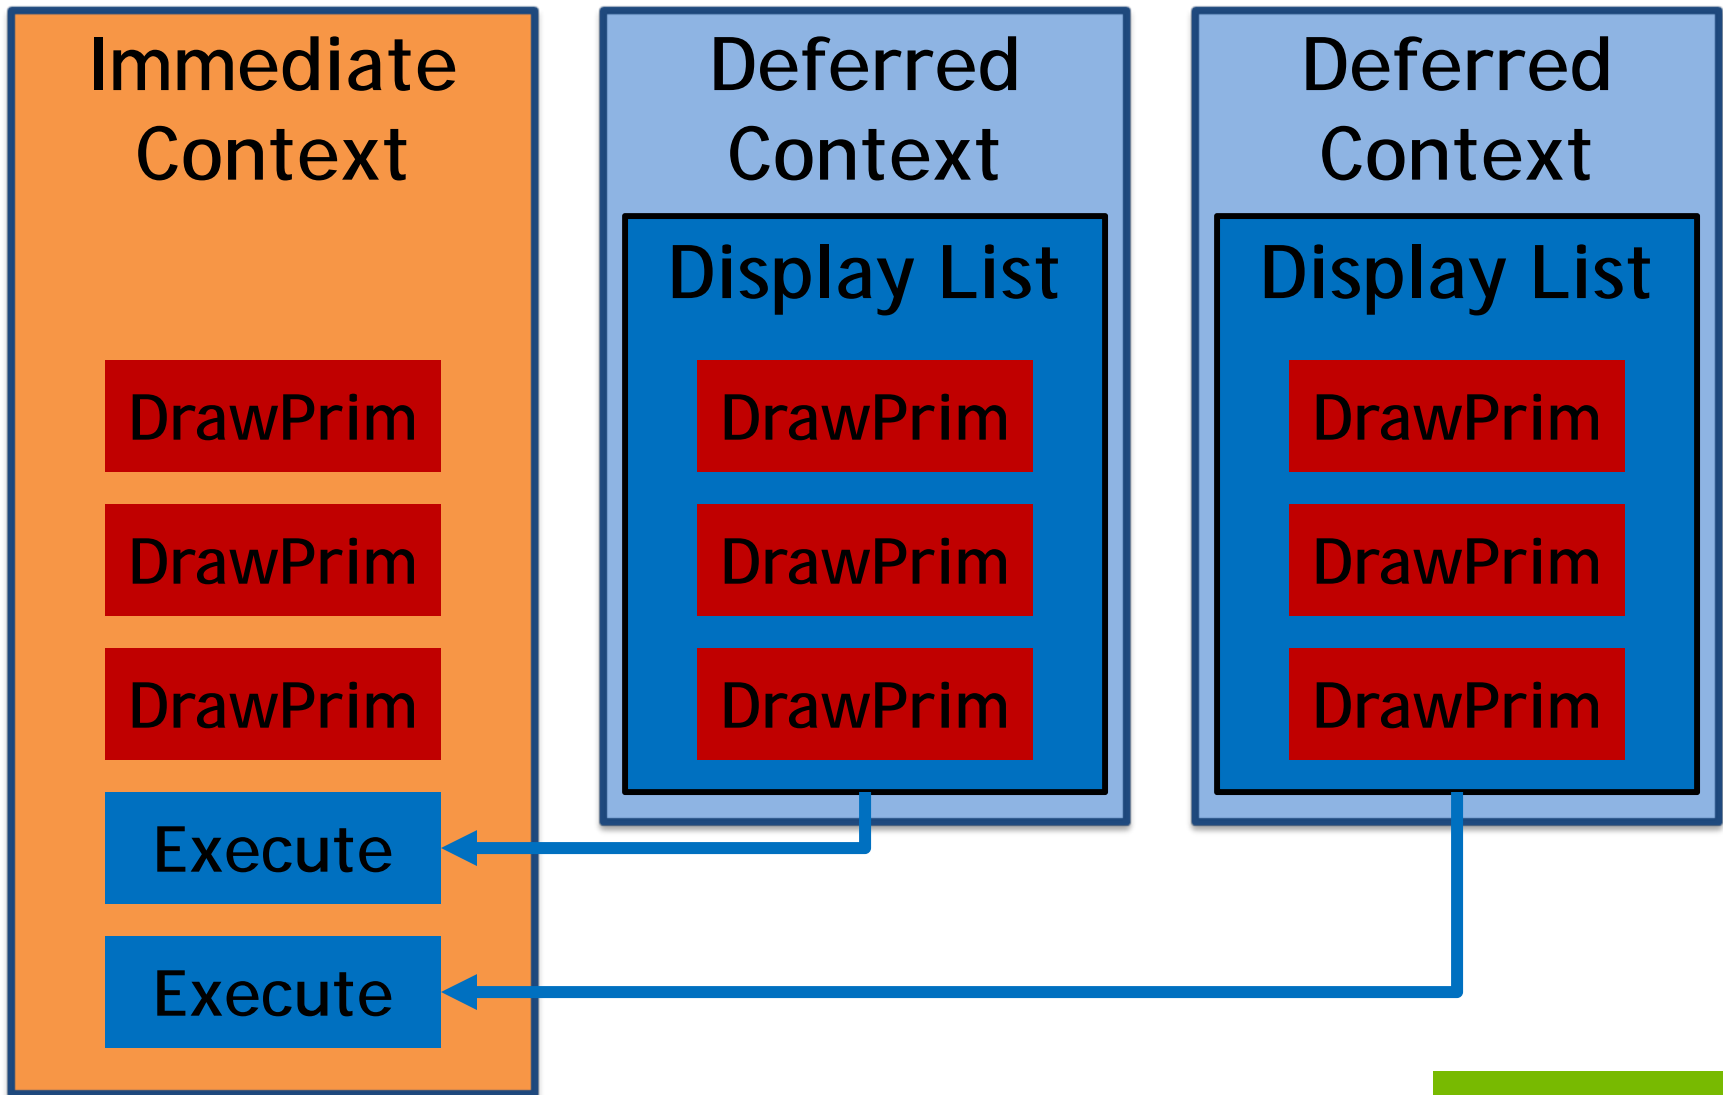 Immediate
Context
DrawPrim
DrawPrim
DrawPrim
Execute
Execute
Deferred
Context
Display List
DrawPrim
DrawPrim
DrawPrim
Deferred
Context
Display List
DrawPrim
DrawPrim
DrawPrim